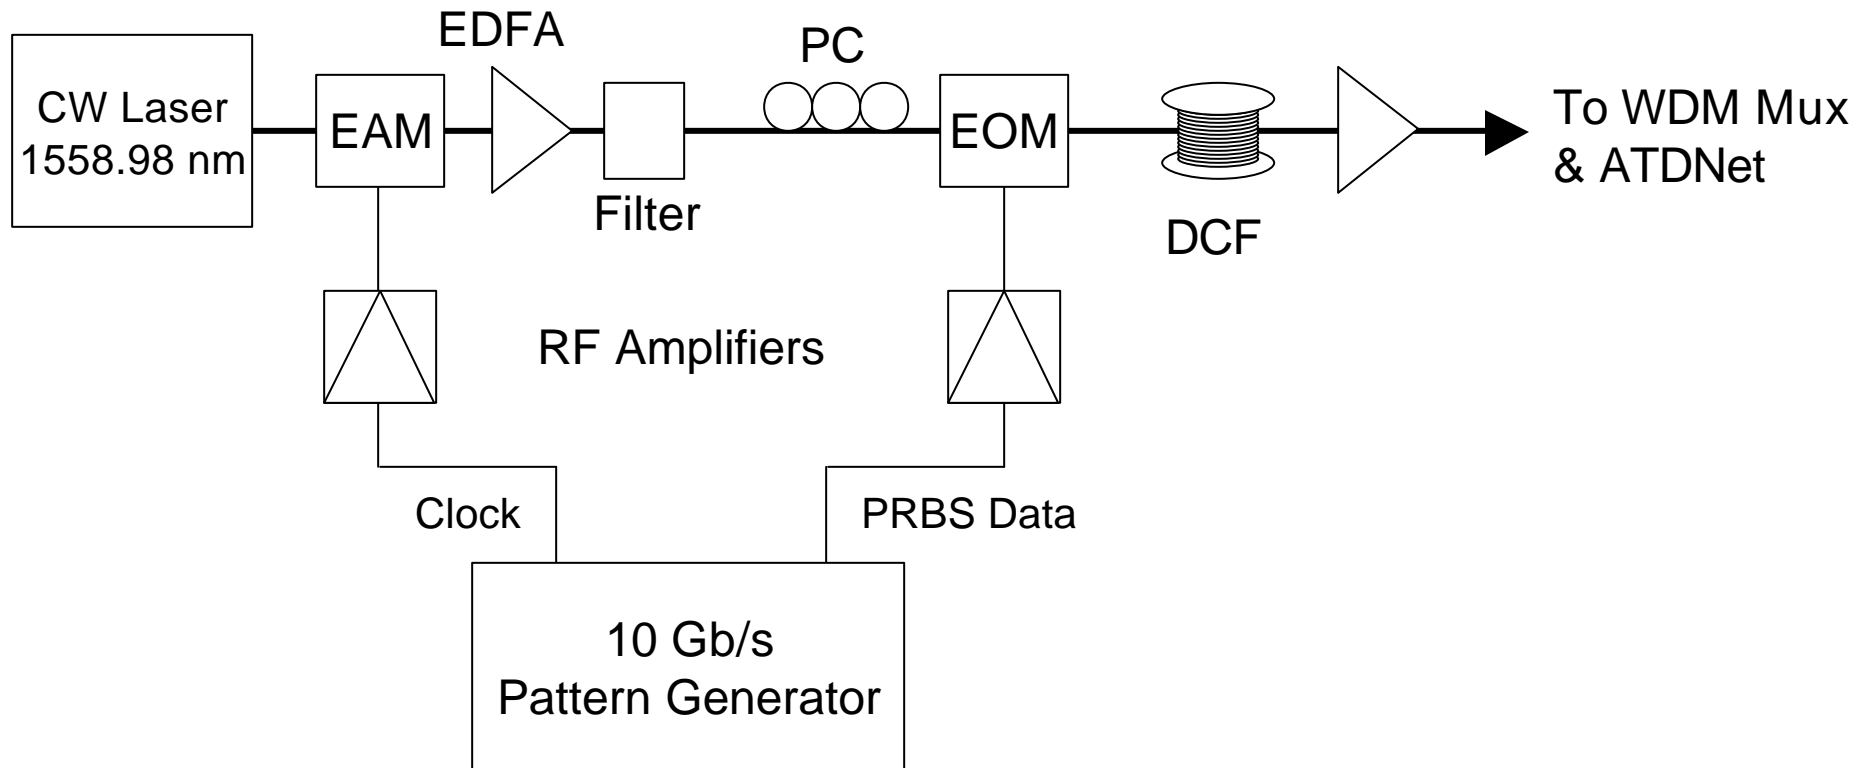 EDFA
PC
CW Laser
1558.98 nm
EAM
EOM
To WDM Mux
& ATDNet
Filter
DCF
RF Amplifiers
Clock
PRBS Data
10 Gb/s
Pattern Generator